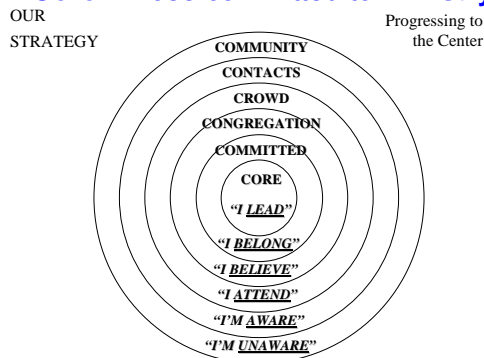 OUR
STRATEGY
Progressing to
the Center
COMMUNITY
CONTACTS
CROWD
CONGREGATION
COMMITTED
CORE
“I LEAD”
“I BELONG”
“I BELIEVE”
“I ATTEND”
“I’M AWARE”
“I’M UNAWARE”